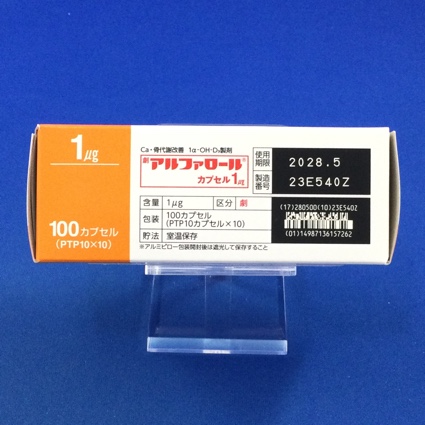 1μg
100カプセル
(PTP10×10)
Ca・骨代謝改善 1α-OH-D₃製剤
劇 アルファロール®
カプセル1μg
含量 1μg 区分 劇
包装 100カプセル
(PTP10カプセル×10)
貯法 室温保存
※アルミピロー包装開封後は遮光して保存すること
使用
期限 2028.5
製造
番号 23E540Z
(17)280500(10)23E540Z
(01)14987136157262